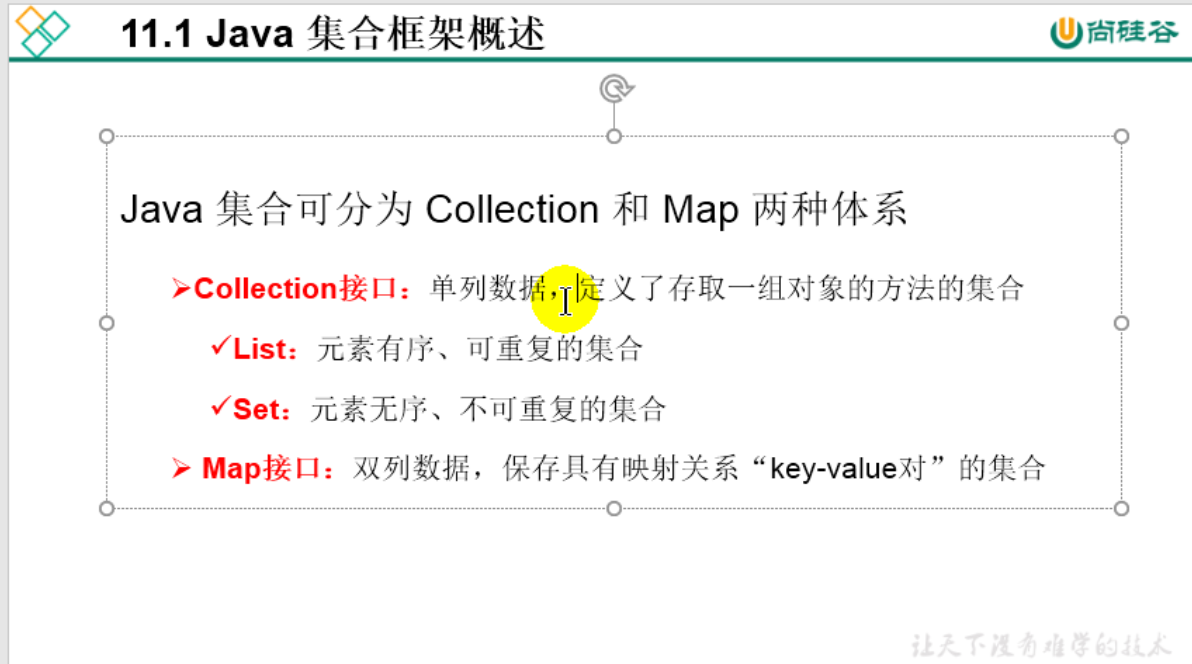 11.1 Java 集合框架概述
尚硅谷
Java 集合可分为 Collection 和 Map 两种体系
➢Collection接口：单列数据，定义了存取一组对象的方法的集合
✓List：元素有序、可重复的集合
✓Set：元素无序、不可重复的集合
➢ Map接口：双列数据，保存具有映射关系“key-value对”的集合
让天下没有难学的技术